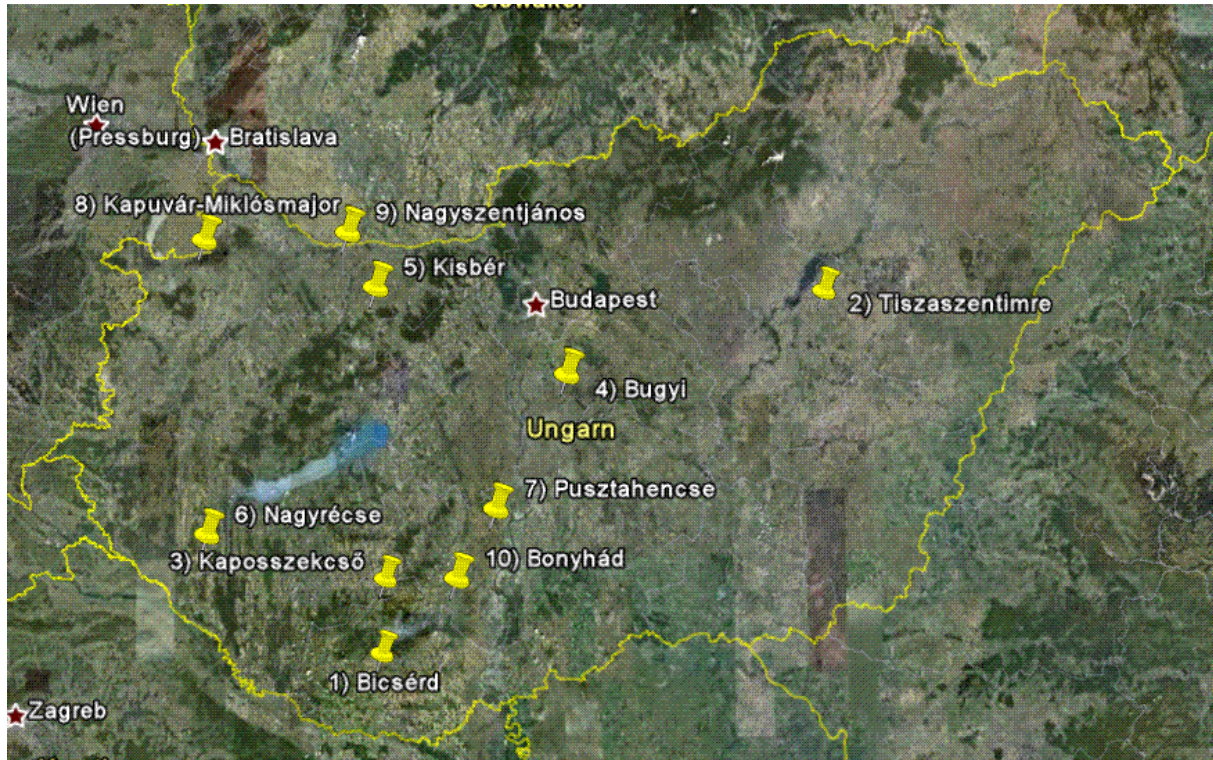 Slowakei
Wien
(Pressburg) Bratislava
8) Kapuvár-Miklósmajor
9) Nagyszentjános
5) Kisbér
Budapest
2) Tiszaszentimre
4) Bugyi
Ungarn
7) Pusztahencse
6) Nagyrécse
3) Kaposszekcső
10) Bonyhád
1) Bicsérd
Zagreb